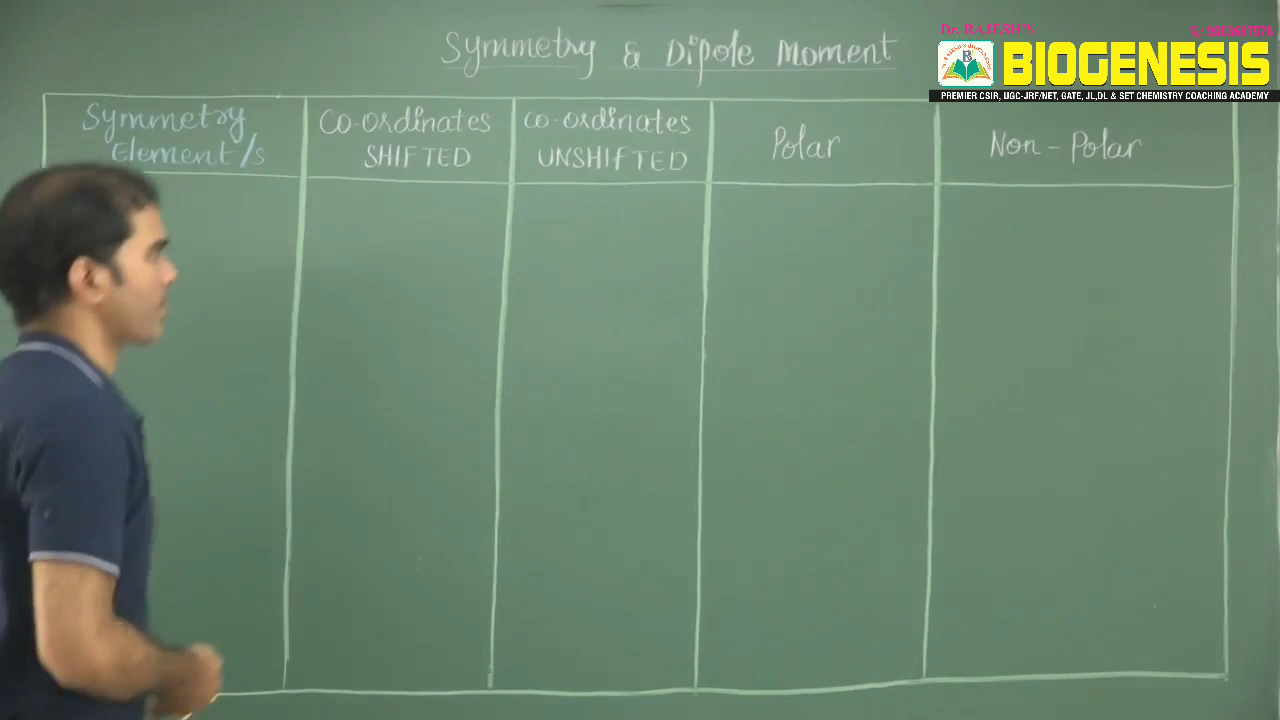 Symmetry & Dipole Moment
Dr. RAJESH'S
BIOGENESIS
PREMIER CSIR, UGC-JRF/NET, GATE, JL,DL & SET CHEMISTRY COACHING ACADEMY
Symmetry Element/s
Co-ordinates SHIFTED
Co-ordinates UNSHIFTED
Polar
Non - Polar